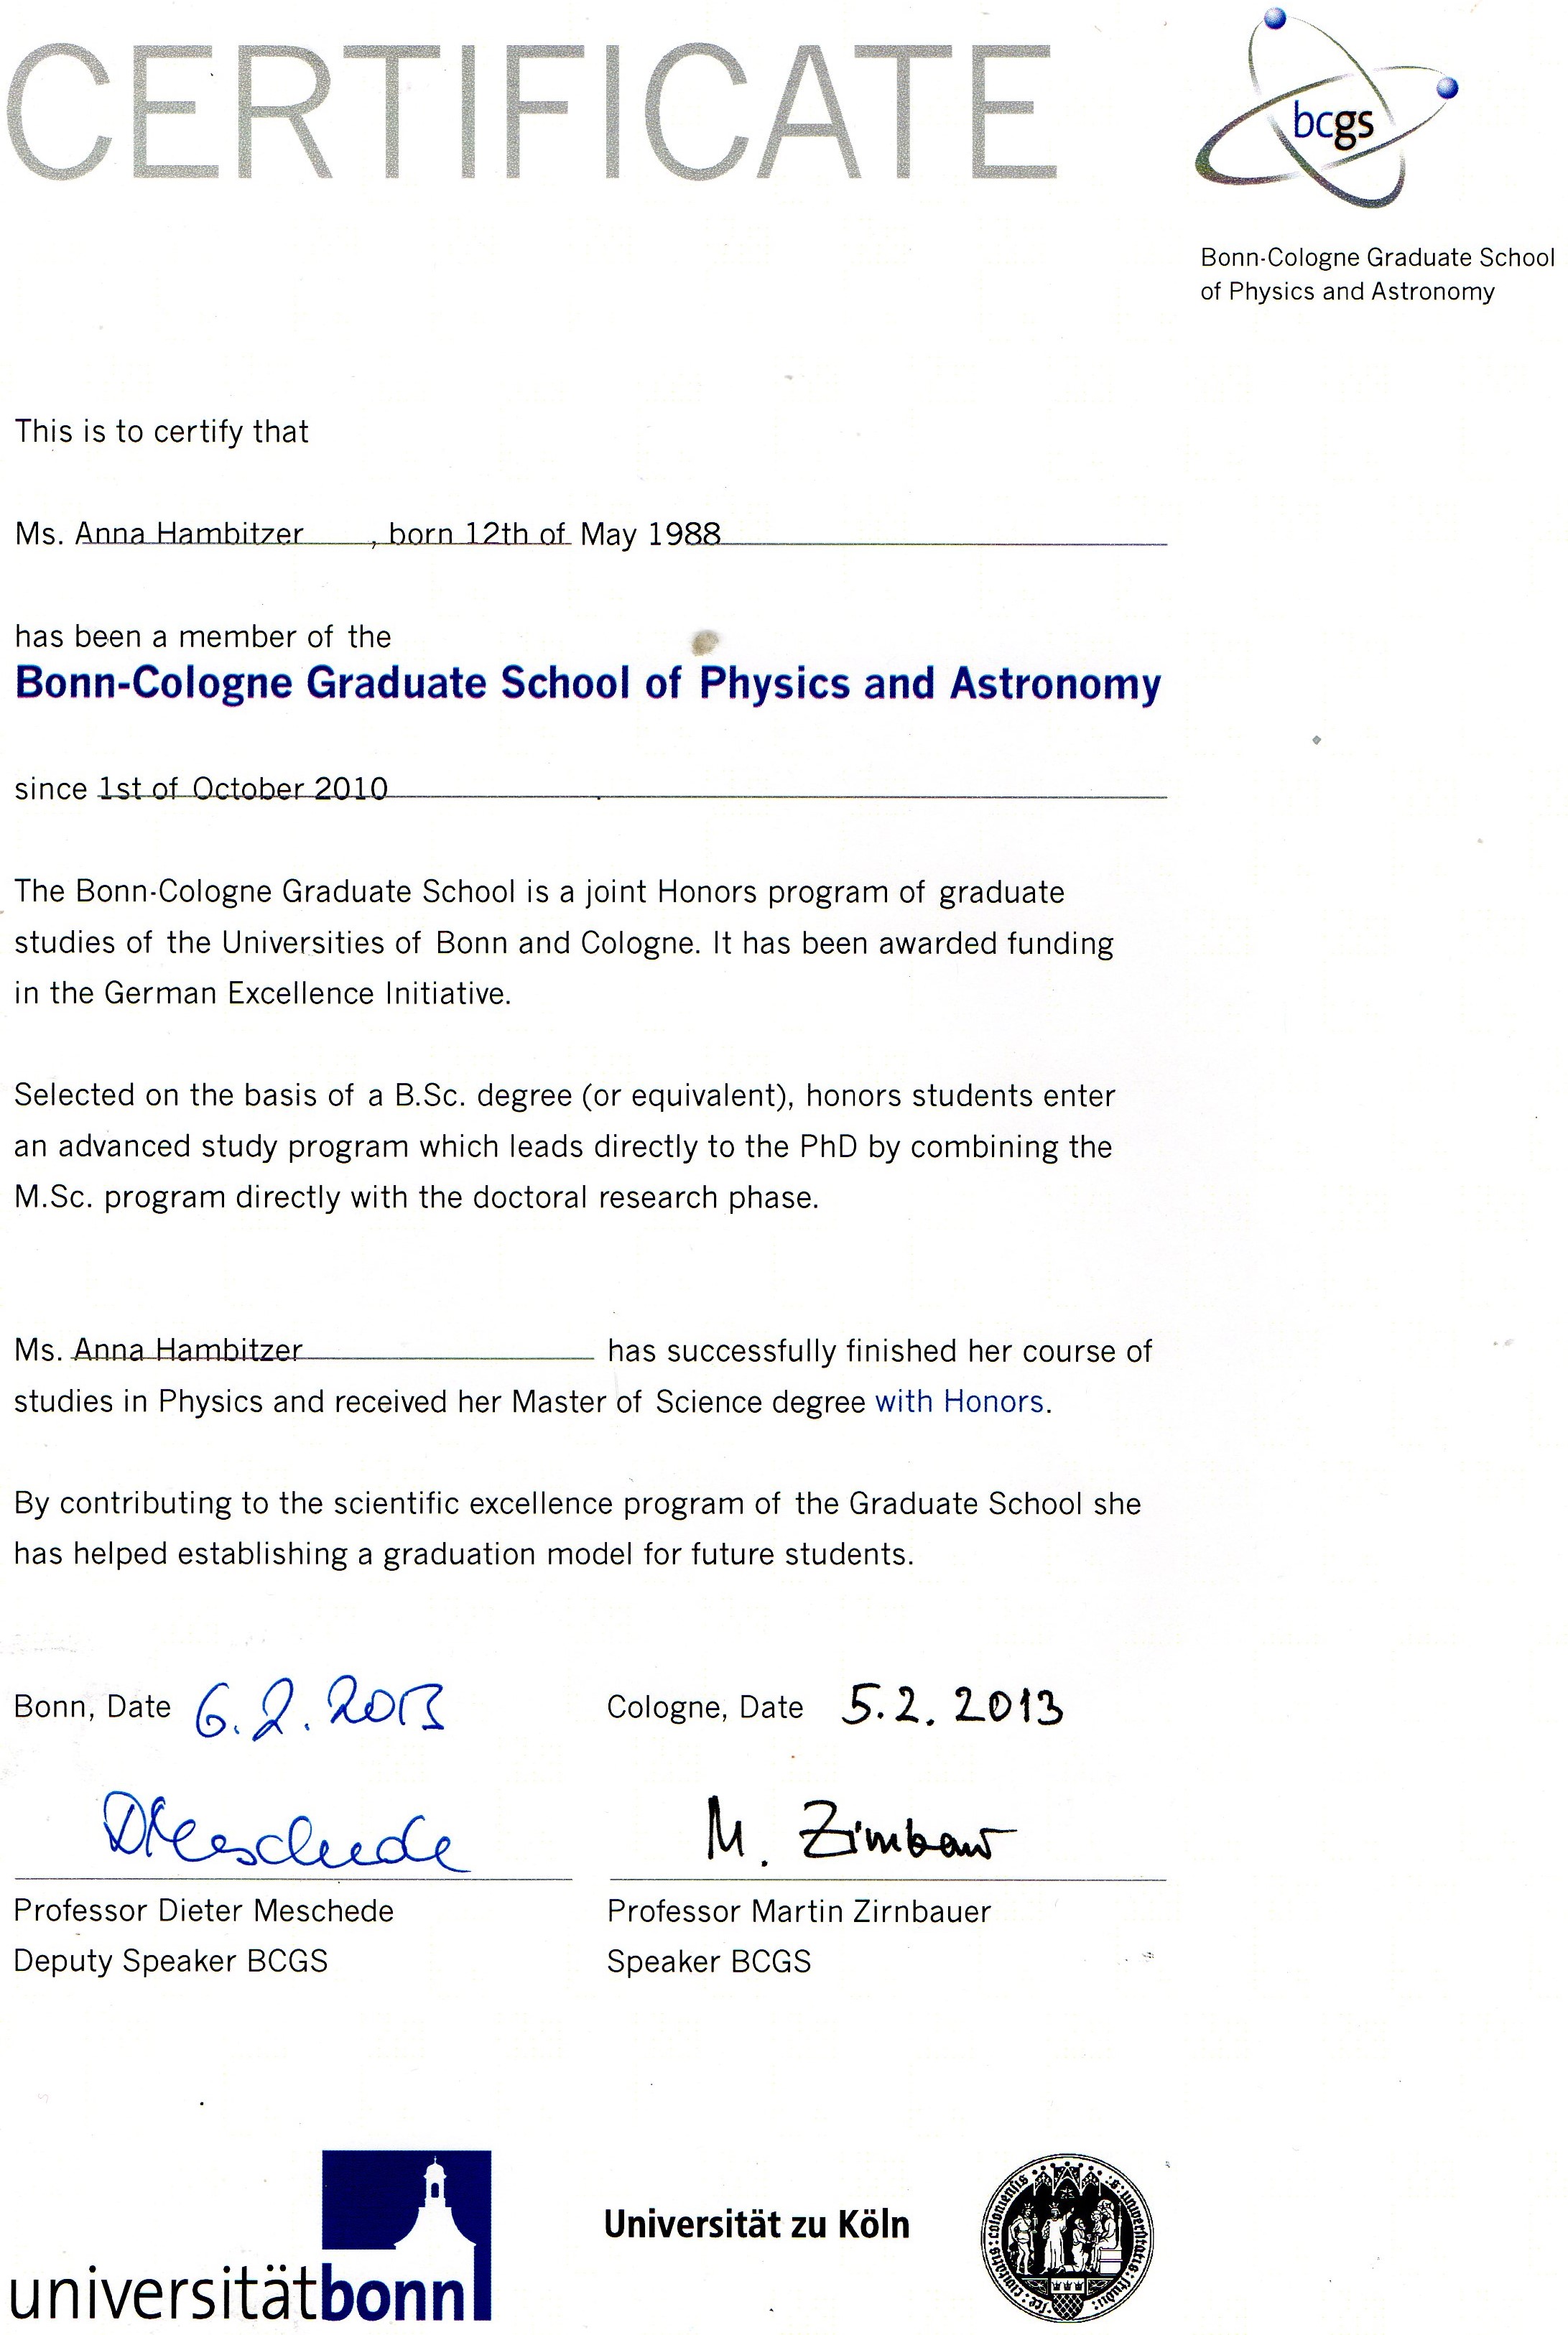 CERTIFICATE
bcgs
Bonn-Cologne Graduate School
of Physics and Astronomy
This is to certify that
Ms. Anna Hambitzer , born 12th of May 1988
has been a member of the
Bonn-Cologne Graduate School of Physics and Astronomy
since 1st of October 2010
The Bonn-Cologne Graduate School is a joint Honors program of graduate
studies of the Universities of Bonn and Cologne. It has been awarded funding
in the German Excellence Initiative.
Selected on the basis of a B.Sc. degree (or equivalent), honors students enter
an advanced study program which leads directly to the PhD by combining the
M.Sc. program directly with the doctoral research phase.
Ms. Anna Hambitzer has successfully finished her course of
studies in Physics and received her Master of Science degree with Honors.
By contributing to the scientific excellence program of the Graduate School she
has helped establishing a graduation model for future students.
Bonn, Date 6.2.2013 Cologne, Date 5.2.2013
DMeschede M. Zirnbauer
Professor Dieter Meschede Professor Martin Zirnbauer
Deputy Speaker BCGS Speaker BCGS
universitätbonn Universität zu Köln